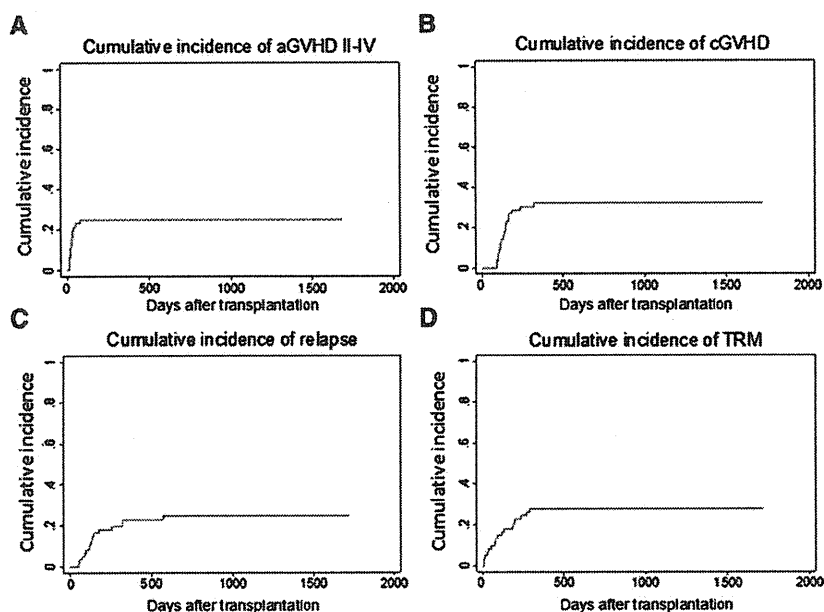 A
Cumulative incidence of aGVHD II-IV
Cumulative incidence
1
.8
.6
.4
.2
0
0 500 1000 1500 2000
Days after transplantation
B
Cumulative incidence of cGVHD
Cumulative incidence
1
.8
.6
.4
.2
0
0 500 1000 1500 2000
Days after transplantation
C
Cumulative incidence of relapse
Cumulative incidence
1
.8
.6
.4
.2
0
0 500 1000 1500 2000
Days after transplantation
D
Cumulative incidence of TRM
Cumulative incidence
1
.8
.6
.4
.2
0
0 500 1000 1500 2000
Days after transplantation